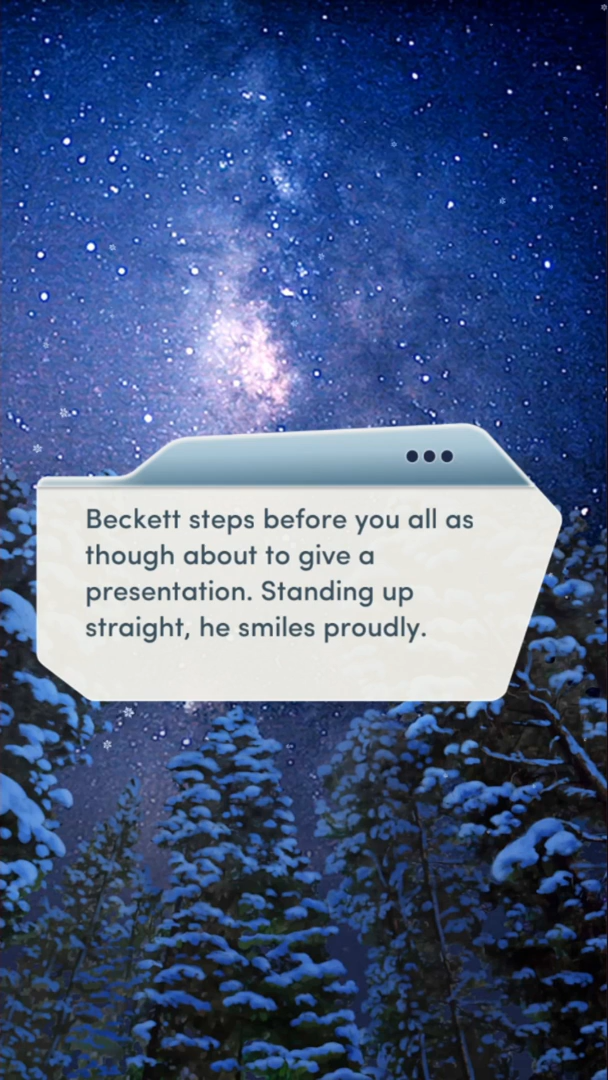 Beckett steps before you all as
though about to give a
presentation. Standing up
straight, he smiles proudly.